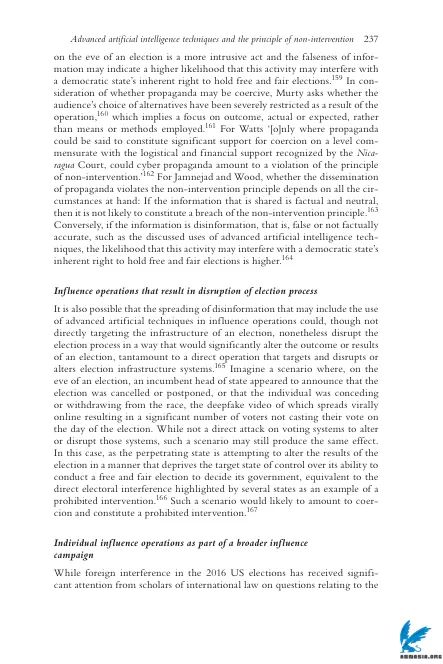 Advanced artificial intelligence techniques and the principle of non-intervention 237
on the eve of an election is a more intrusive act and the falseness of infor-
mation may indicate a higher likelihood that this activity may interfere with
a democratic state's inherent right to hold free and fair elections.159 In con-
sideration of whether propaganda may be coercive, Murty asks whether the
audience's choice of alternatives have been severely restricted as a result of the
operation,160 which implies a focus on outcome, actual or expected, rather
than means or methods employed.161 For Watts '[o]nly where propaganda
could be said to constitute significant support for coercion on a level com-
mensurate with the logistical and financial support recognized by the Nica-
ragua Court, could cyber propaganda amount to a violation of the principle
of non-intervention.'162 For Jamnejad and Wood, whether the dissemination
of propaganda violates the non-intervention principle depends on all the cir-
cumstances at hand: If the information that is shared is factual and neutral,
then it is not likely to constitute a breach of the non-intervention principle.163
Conversely, if the information is disinformation, that is, false or not factually
accurate, such as the discussed uses of advanced artificial intelligence tech-
niques, the likelihood that this activity may interfere with a democratic state's
inherent right to hold free and fair elections is higher.164
Influence operations that result in disruption of election process
It is also possible that the spreading of disinformation that may include the use
of advanced artificial techniques in influence operations could, though not
directly targeting the infrastructure of an election, nonetheless disrupt the
election process in a way that would significantly alter the outcome or results
of an election, tantamount to a direct operation that targets and disrupts or
alters election infrastructure systems.165 Imagine a scenario where, on the
eve of an election, an incumbent head of state appeared to announce that the
election was cancelled or postponed, or that the individual was conceding
or withdrawing from the race, the deepfake video of which spreads virally
online resulting in a significant number of voters not casting their vote on
the day of the election. While not a direct attack on voting systems to alter
or disrupt those systems, such a scenario may still produce the same effect.
In this case, as the perpetrating state is attempting to alter the results of the
election in a manner that deprives the target state of control over its ability to
conduct a free and fair election to decide its government, equivalent to the
direct electoral interference highlighted by several states as an example of a
prohibited intervention.166 Such a scenario would likely to amount to coer-
cion and constitute a prohibited intervention.167
Individual influence operations as part of a broader influence
campaign
While foreign interference in the 2016 US elections has received signifi-
cant attention from scholars of international law on questions relating to the